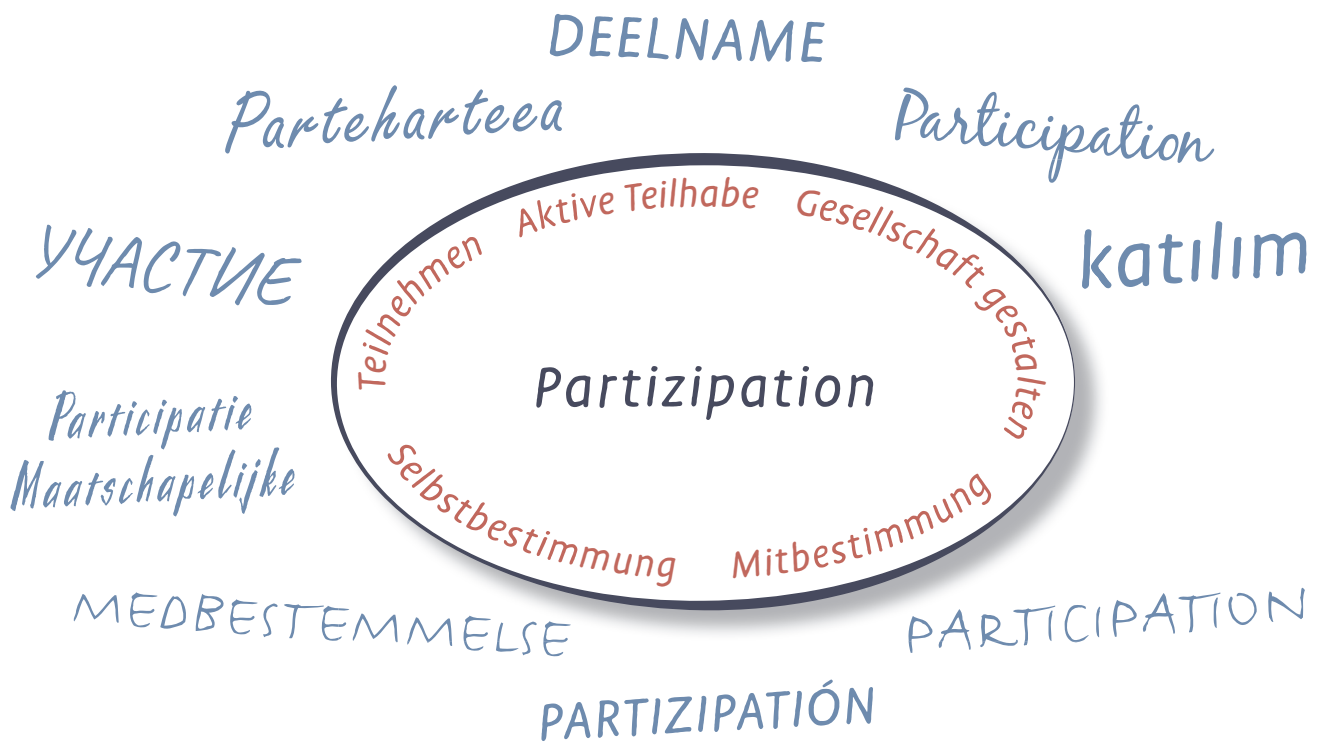 DEELNAME
Parteharteea
Participation
Aktive Teilhabe
Gesellschaft gestalten
Teilnehmen
УЧАСТИЕ
katılım
Partizipation
Participatie
Maatschapelijke
Selbstbestimmung
Mitbestimmung
MEDBESTEMMELSE
PARTICIPATION
PARTIZIPATIÓN